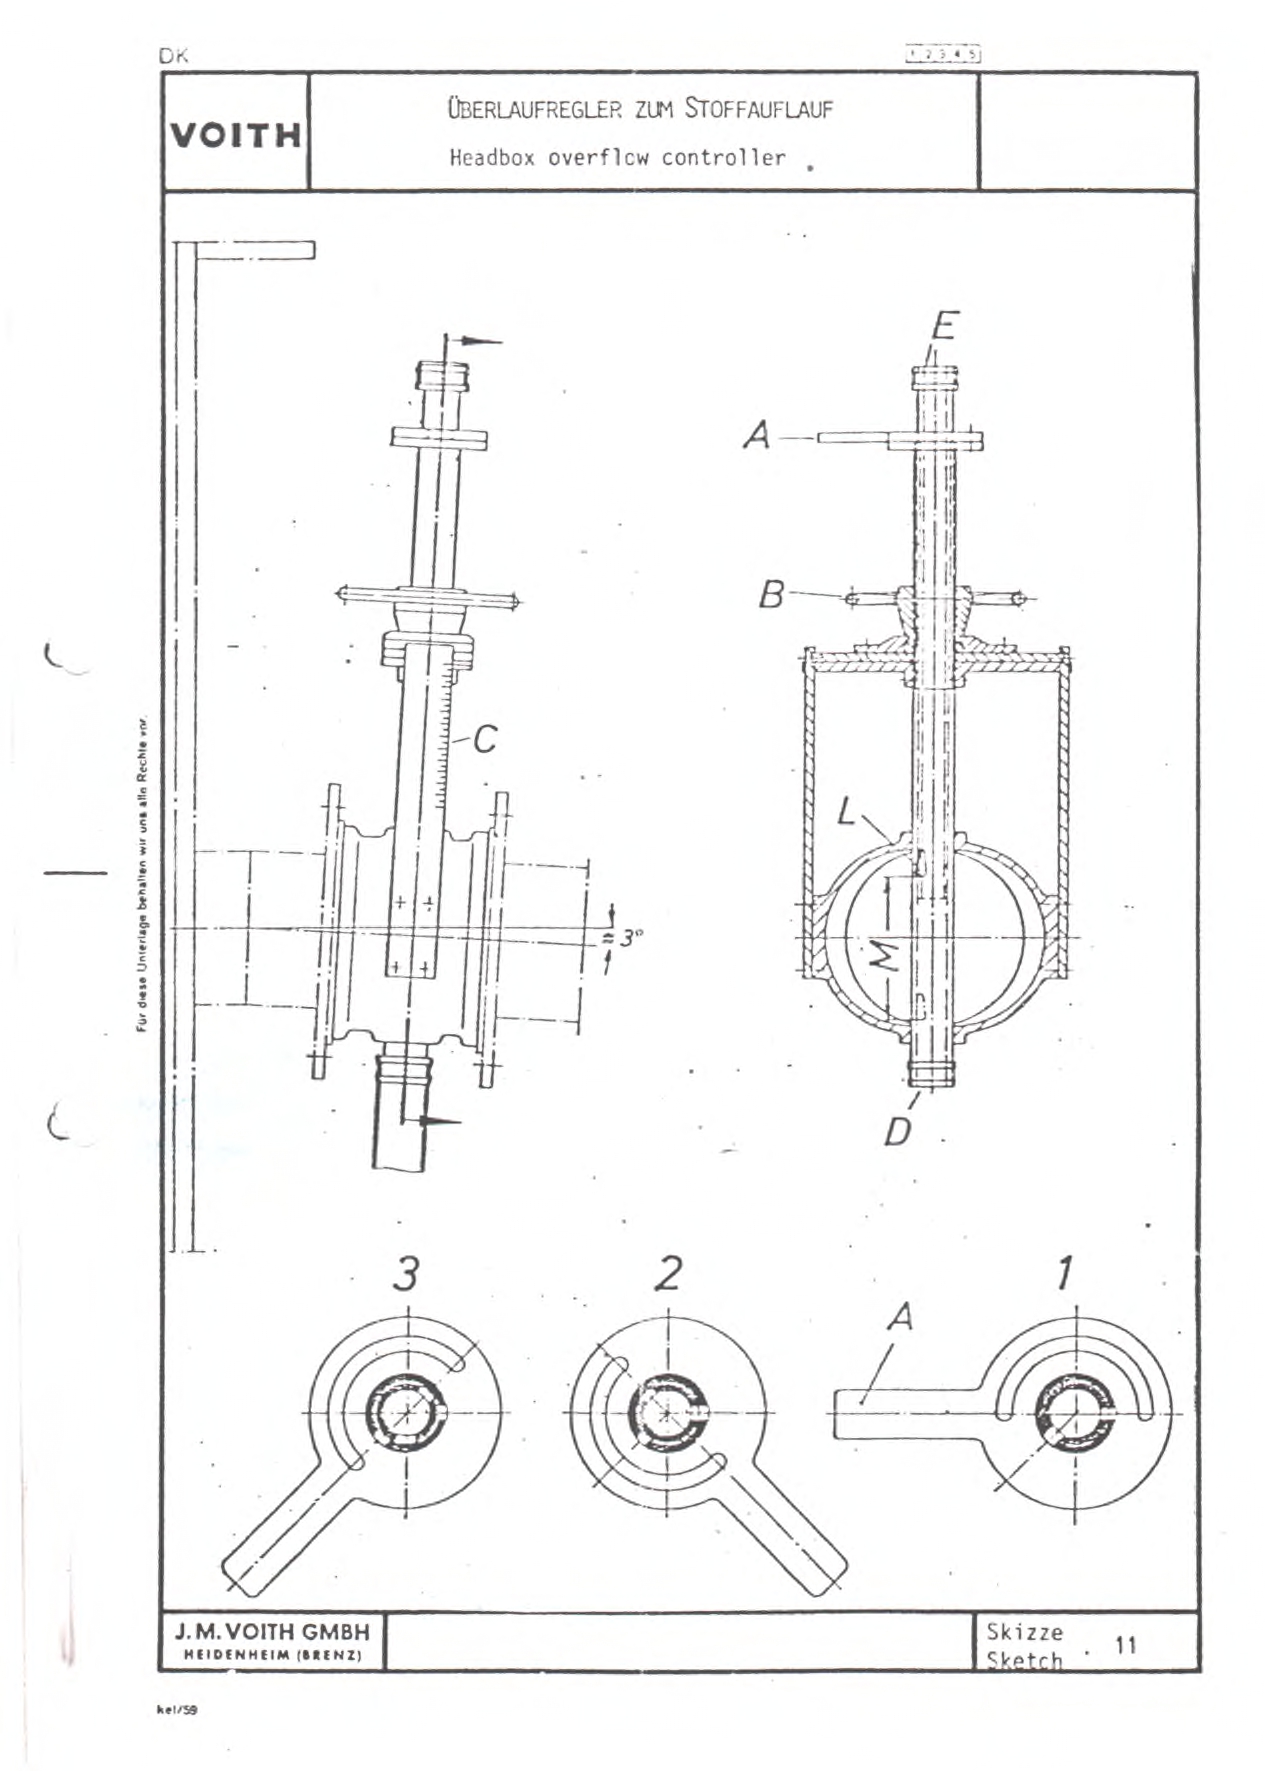 DK
1 2 3 4 5
VOITH
ÜBERLAUFREGLER ZUM STOFFAUFLAUF
Headbox overflow controller
E
A
B
C
L
≈ 3°
M
D
Für diese Unterlage behalten wir uns alle Rechte vor.
3
2
1
A
J. M. VOITH GMBH
HEIDENHEIM (BRENZ)
Skizze
Sketch
11
kel/59